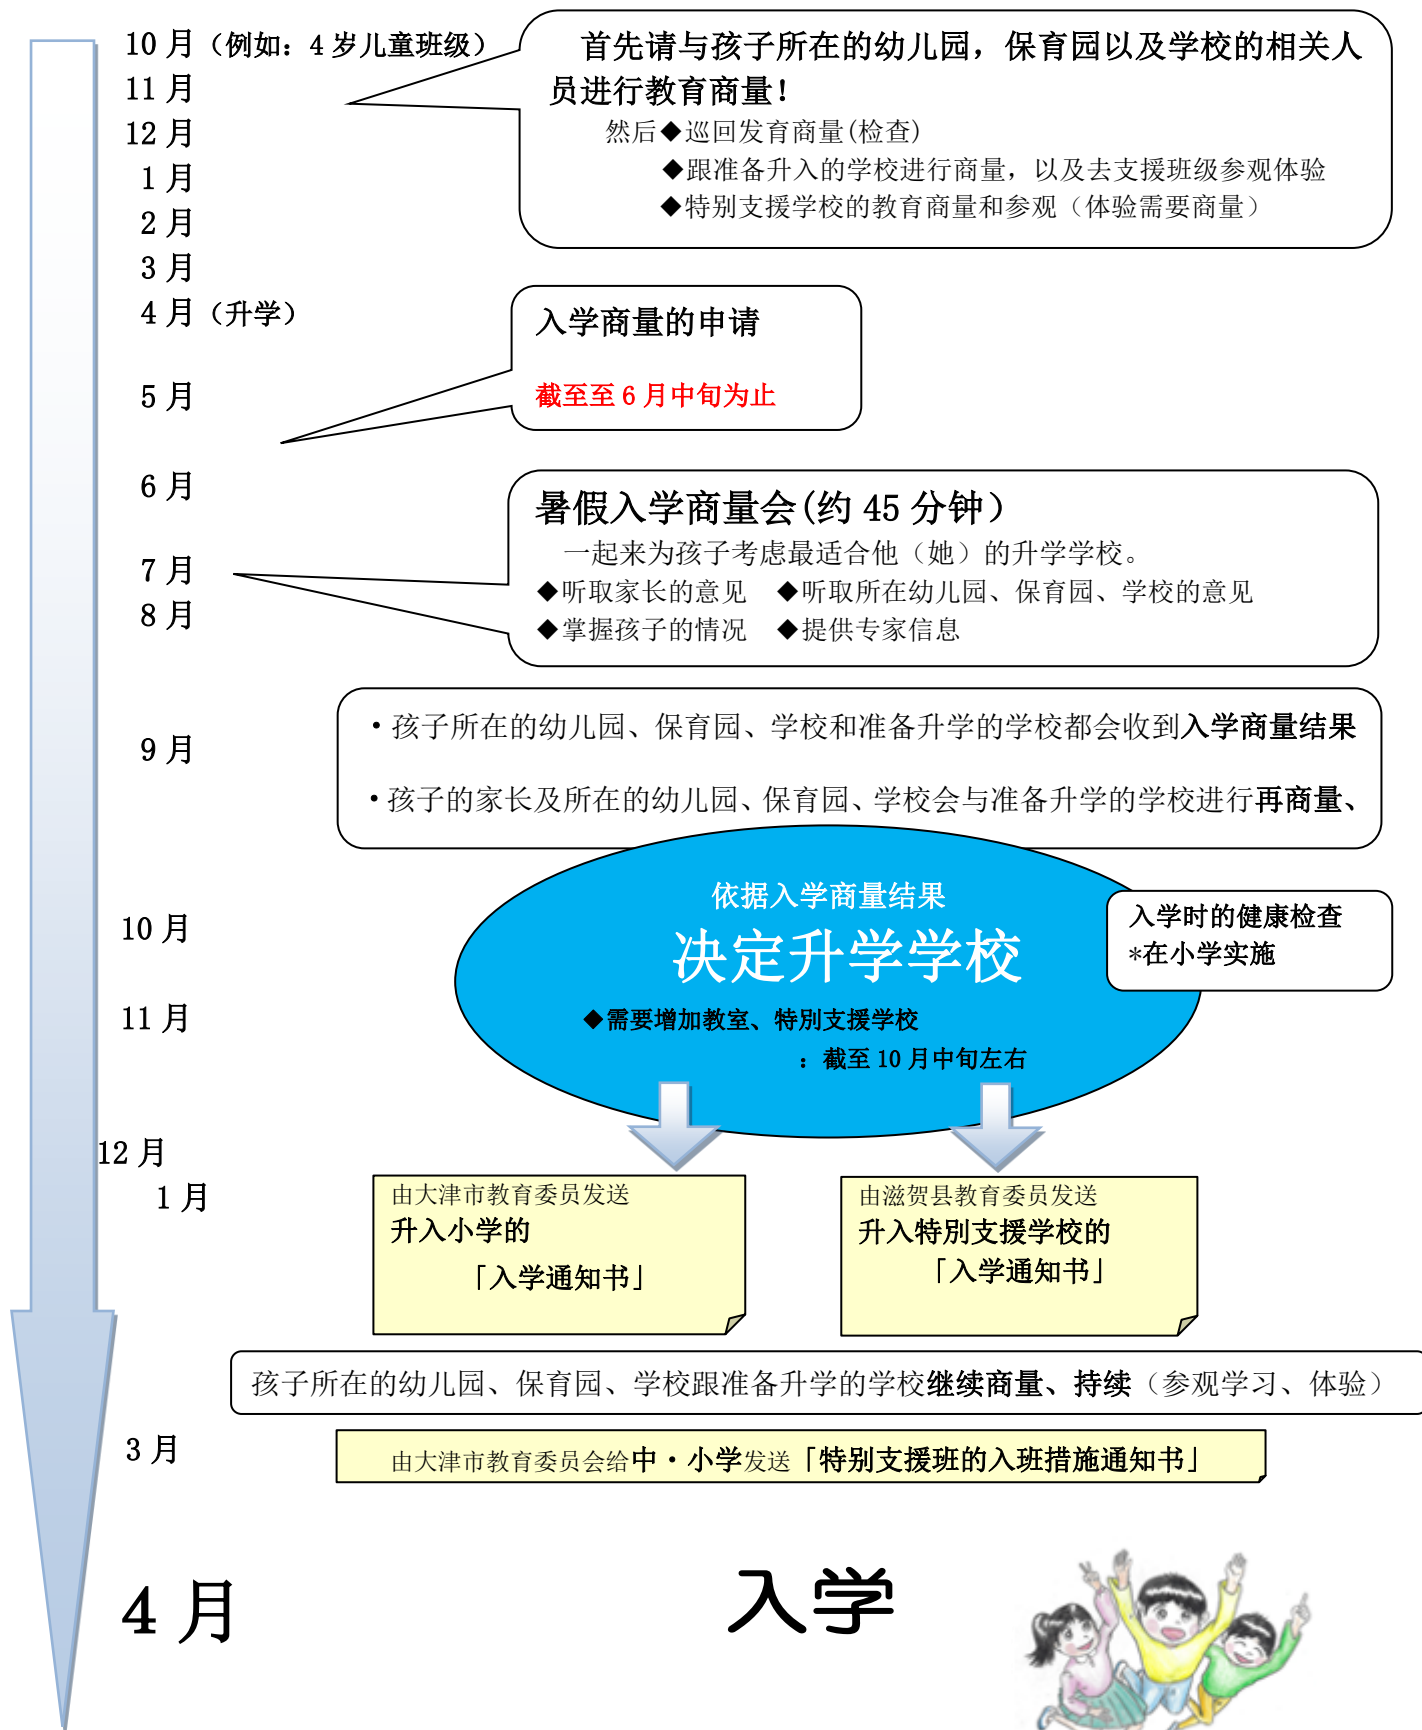 10月（例如：4岁儿童班级）
首先请与孩子所在的幼儿园，保育园以及学校的相关人
员进行教育商量！
然后◆巡回发育商量(检查)
◆跟准备升入的学校进行商量，以及去支援班级参观体验
◆特别支援学校的教育商量和参观（体验需要商量）
11月
12月
1月
2月
3月
4月（升学）
入学商量的申请
截至至6月中旬为止
5月
6月
暑假入学商量会(约45分钟）
一起来为孩子考虑最适合他（她）的升学学校。
◆听取家长的意见　◆听取所在幼儿园、保育园、学校的意见
◆掌握孩子的情况　◆提供专家信息
7月
8月
9月
・孩子所在的幼儿园、保育园、学校和准备升学的学校都会收到入学商量结果
・孩子的家长及所在的幼儿园、保育园、学校会与准备升学的学校进行再商量、
依据入学商量结果
决定升学学校
◆需要增加教室、特别支援学校
：截至10月中旬左右
入学时的健康检查
*在小学实施
10月
11月
12月
1月
由大津市教育委员发送
升入小学的
「入学通知书」
由滋贺县教育委员发送
升入特别支援学校的
「入学通知书」
孩子所在的幼儿园、保育园、学校跟准备升学的学校继续商量、持续（参观学习、体验）
3月
由大津市教育委员会给中・小学发送「特别支援班的入班措施通知书」
4月
入学